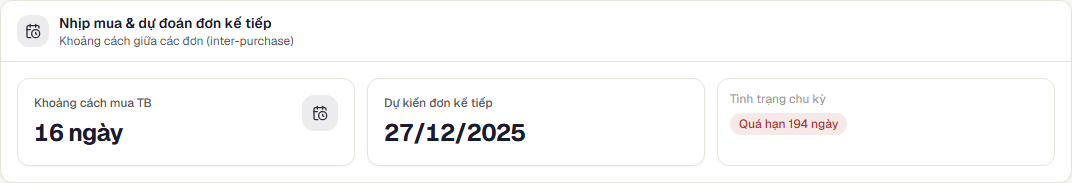 Nhịp mua & dự đoán đơn kế tiếp
Khoảng cách giữa các đơn (inter-purchase)
Khoảng cách mua TB
16 ngày
Dự kiến đơn kế tiếp
27/12/2025
Tình trạng chu kỳ
Quá hạn 194 ngày